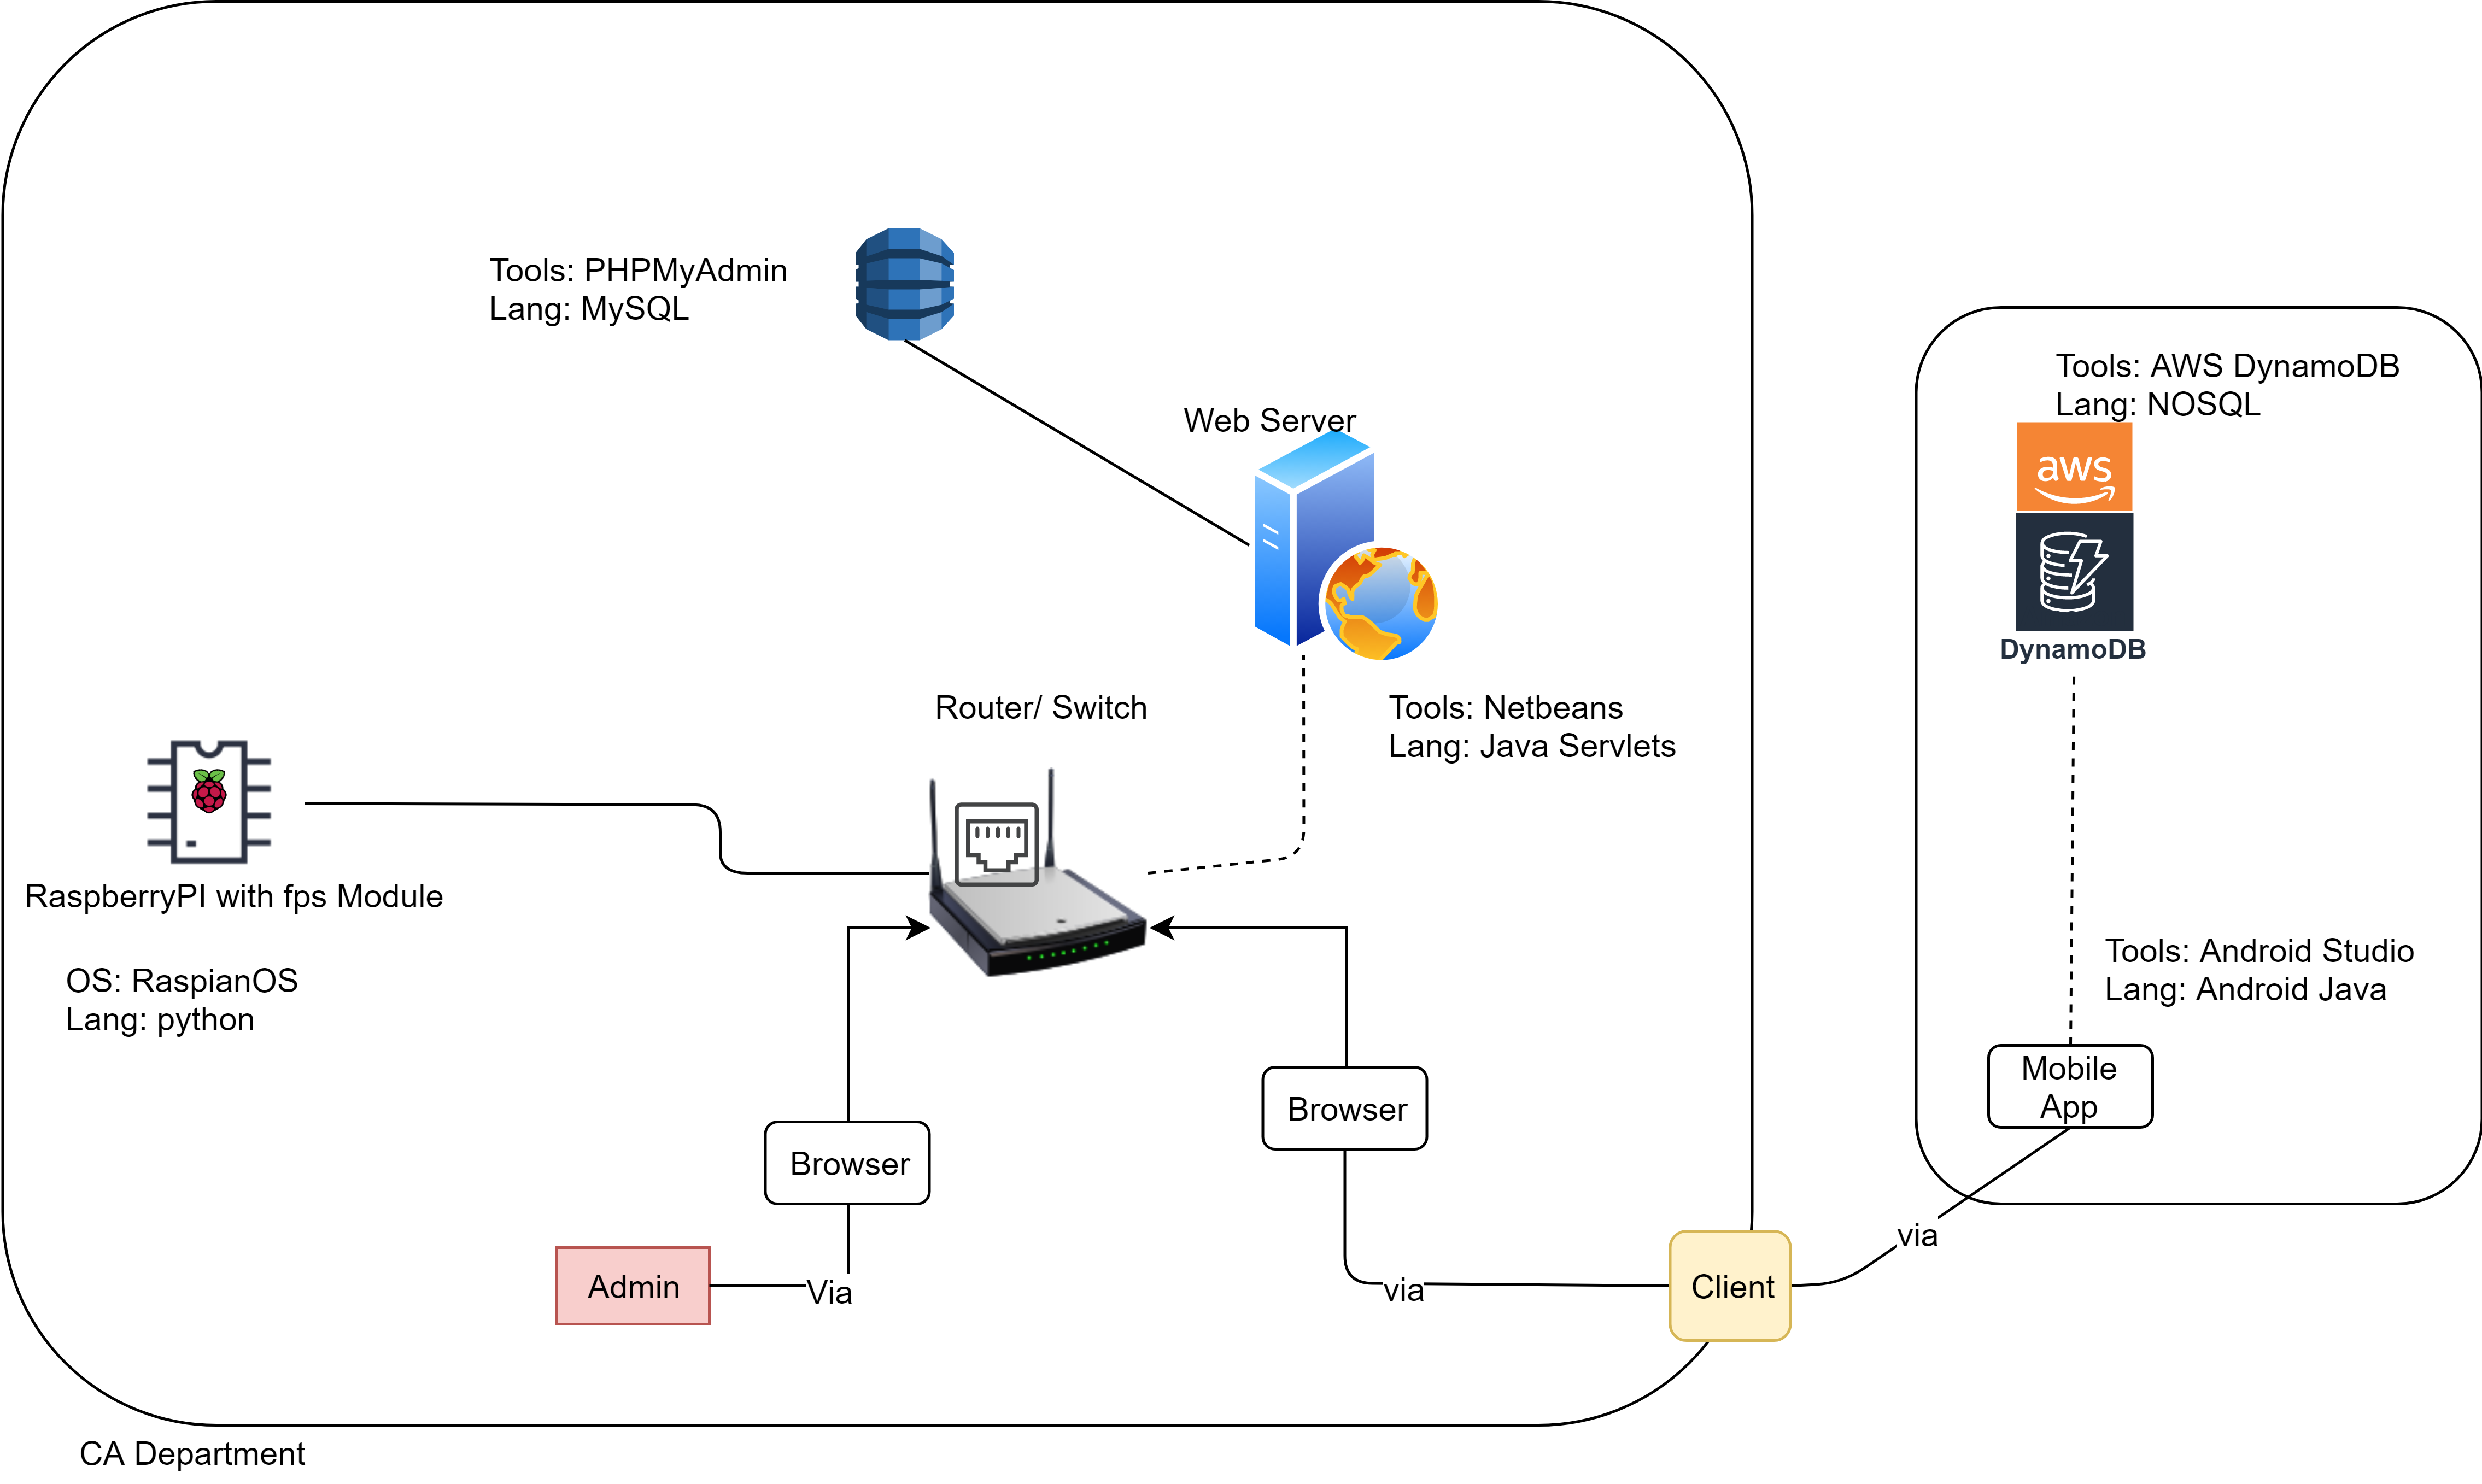 Tools: PHPMyAdmin
Lang: MySQL
Web Server
Tools: AWS DynamoDB
Lang: NOSQL
aws
DynamoDB
Router/ Switch
Tools: Netbeans
Lang: Java Servlets
RaspberryPI with fps Module
OS: RaspianOS
Lang: python
Tools: Android Studio
Lang: Android Java
Mobile
App
Browser
Browser
Admin
Via
via
Client
via
CA Department